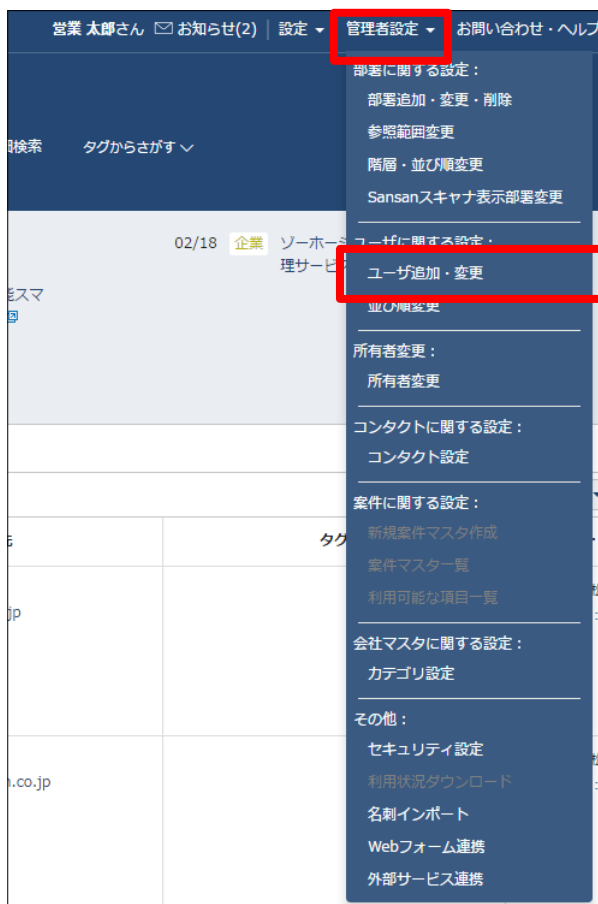 営業 太郎さん お知らせ(2) 設定 管理者設定 お問い合わせ・ヘルプ
部署に関する設定：
部署追加・変更・削除
参照範囲変更
階層・並び順変更
Sansanスキャナ表示部署変更
検索 タグからさがす
02/18 企業 ゾーホー
理サービ
ユーザに関する設定：
ユーザ追加・変更
並び順変更
能スマ
所有者変更：
所有者変更
コンタクトに関する設定：
コンタクト設定
案件に関する設定：
新規案件マスタ作成
案件マスタ一覧
利用可能な項目一覧
タグ
jp
会社マスタに関する設定：
カテゴリ設定
その他：
セキュリティ設定
利用状況ダウンロード
名刺インポート
Webフォーム連携
外部サービス連携
.co.jp